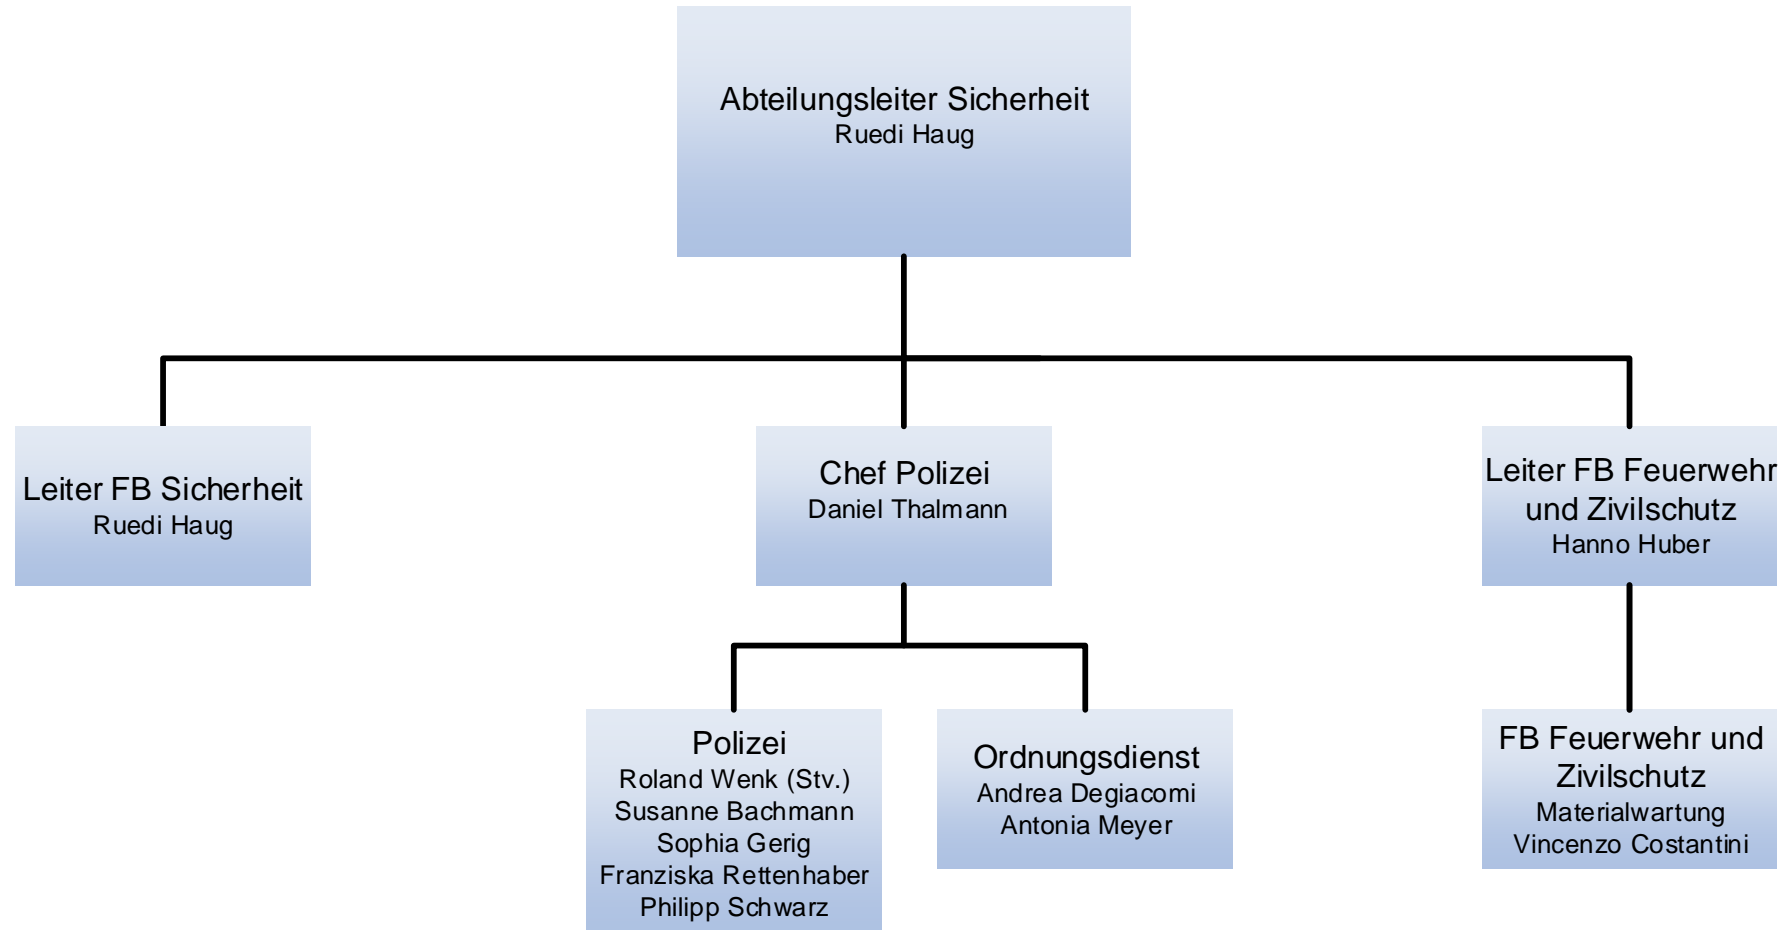 Abteilungsleiter Sicherheit
Ruedi Haug
Leiter FB Sicherheit
Ruedi Haug
Chef Polizei
Daniel Thalmann
Leiter FB Feuerwehr
und Zivilschutz
Hanno Huber
Polizei
Roland Wenk (Stv.)
Susanne Bachmann
Sophia Gerig
Franziska Rettenhaber
Philipp Schwarz
Ordnungsdienst
Andrea Degiacomi
Antonia Meyer
FB Feuerwehr und
Zivilschutz
Materialwartung
Vincenzo Costantini